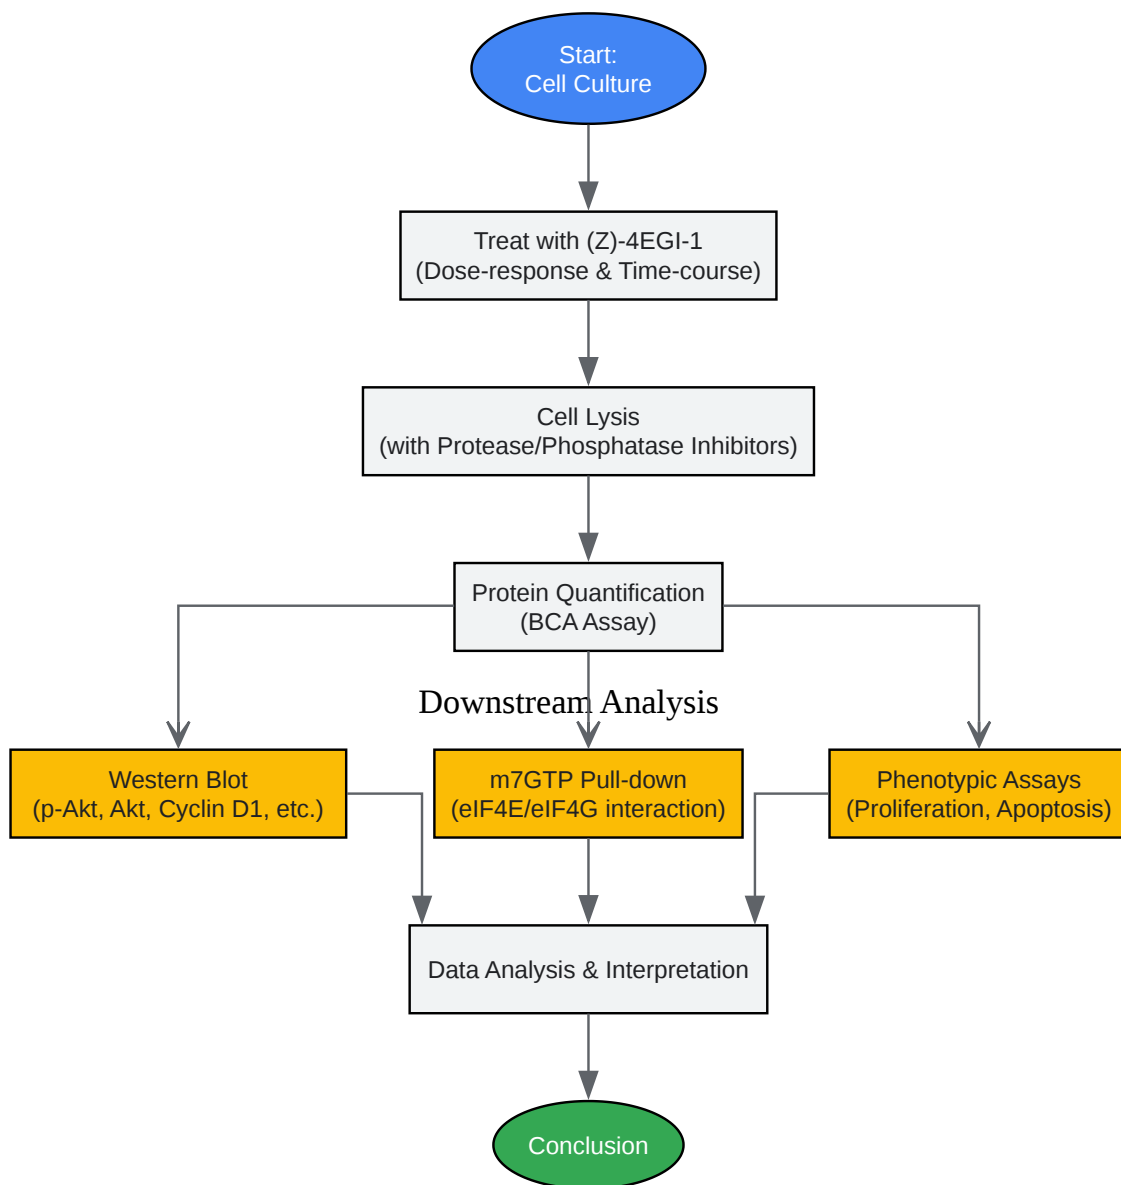 Start:
Cell Culture
Treat with (Z)-4EGI-1
(Dose-response & Time-course)
Cell Lysis
(with Protease/Phosphatase Inhibitors)
Protein Quantification
(BCA Assay)
Downstream Analysis
Western Blot
(p-Akt, Akt, Cyclin D1, etc.)
m7GTP Pull-down
(eIF4E/eIF4G interaction)
Phenotypic Assays
(Proliferation, Apoptosis)
Data Analysis & Interpretation
Conclusion